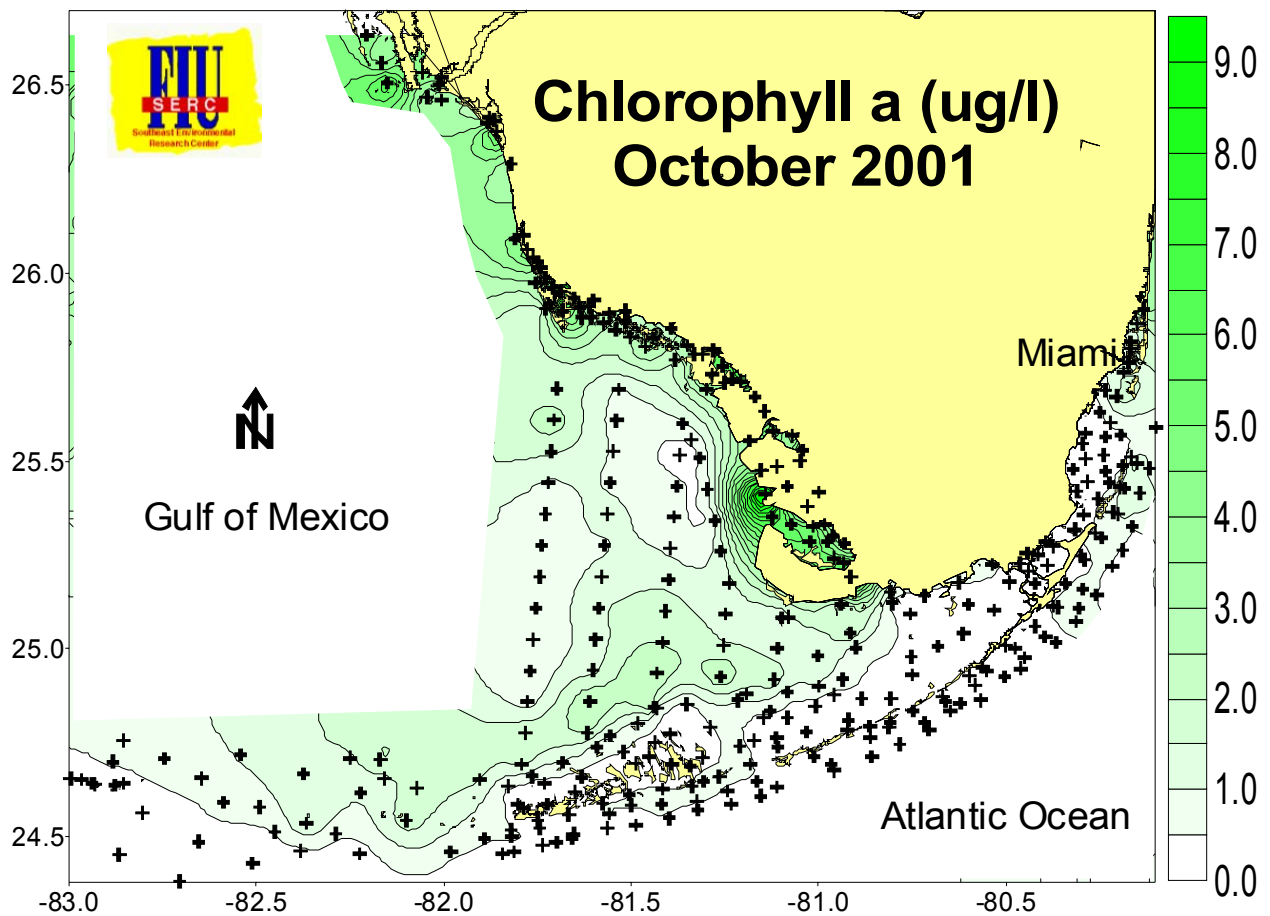 FIU
SERC
Southeast Environmental
Research Center
Chlorophyll a (ug/l)
October 2001
Miami
N
Gulf of Mexico
Atlantic Ocean
26.5
26.0
25.5
25.0
24.5
-83.0
-82.5
-82.0
-81.5
-81.0
-80.5
9.0
8.0
7.0
6.0
5.0
4.0
3.0
2.0
1.0
0.0